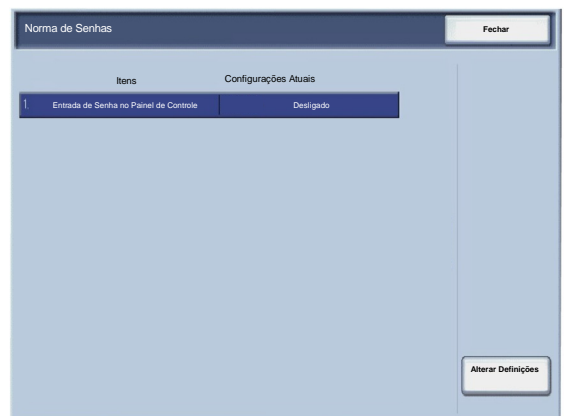 Norma de Senhas
Fechar
Itens
Configurações Atuais
1. Entrada de Senha no Painel de Controle
Desligado
Alterar Definições